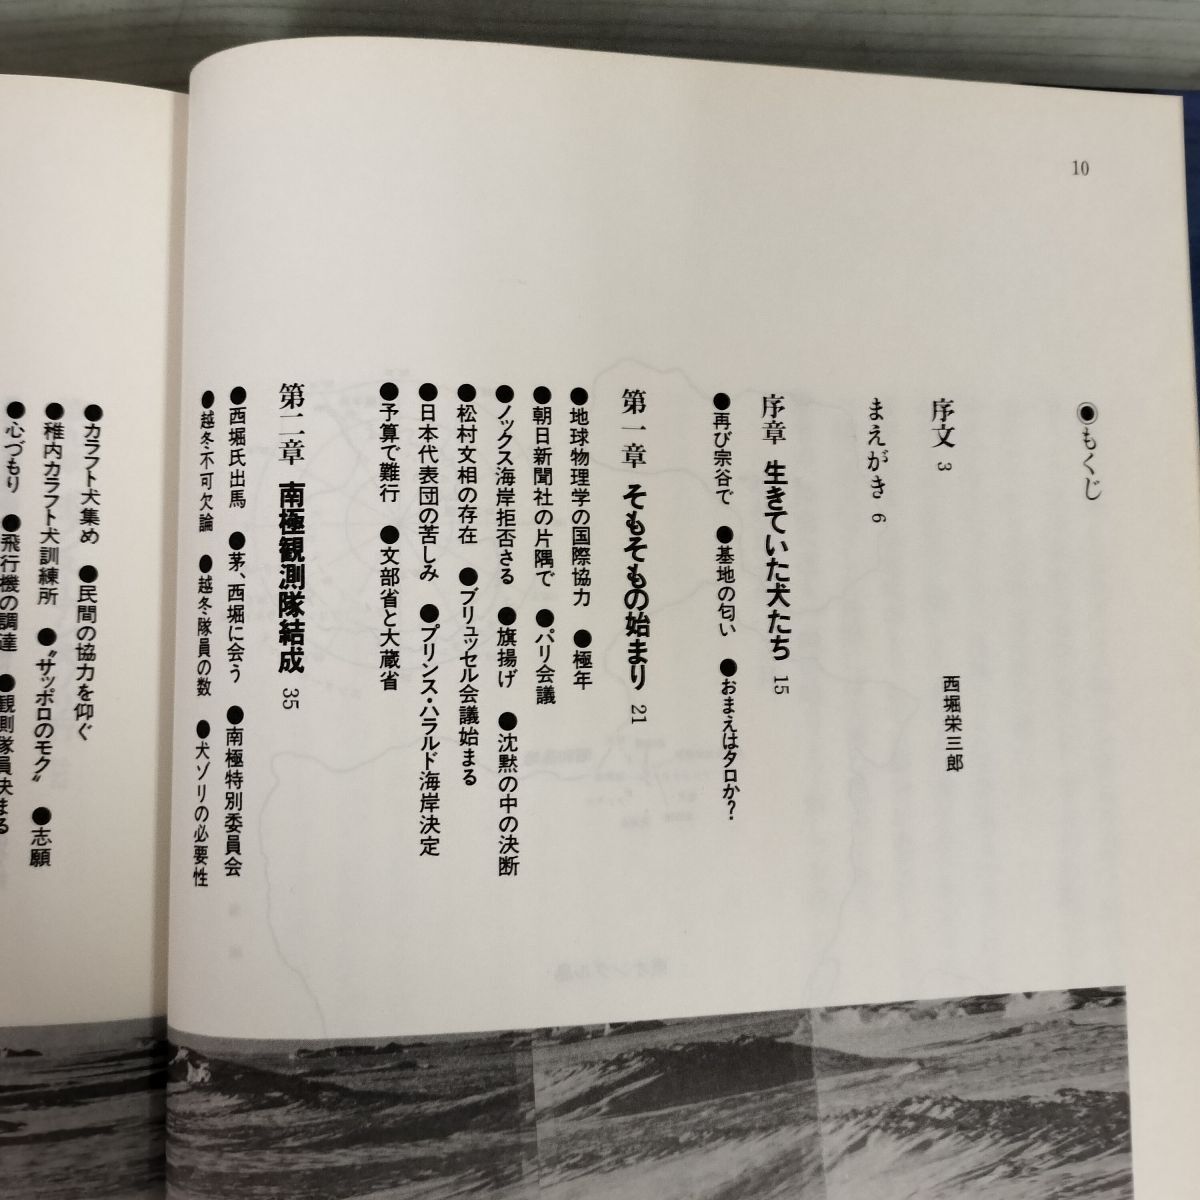 10
◉もくじ
序文 3 西堀栄三郎
まえがき 6
序章 生きていた犬たち 15
●再び宗谷で ●基地の匂い ●おまえはタロか?
第一章 そもそもの始まり 21
●地球物理学の国際協力 ●極年
●朝日新聞社の片隅で ●パリ会議
●ノックス海岸拒否さる ●旗揚げ ●沈黙の中の決断
●松村文相の存在 ●ブリュッセル会議始まる
●日本代表団の苦しみ ●プリンス・ハラルド海岸決定
●予算で難行 ●文部省と大蔵省
第二章 南極観測隊結成 35
●西堀氏出馬 ●茅、西堀に会う ●南極特別委員会
●越冬不可欠論 ●越冬隊員の数 ●犬ゾリの必要性
●カラフト犬集め ●民間の協力を仰ぐ
●稚内カラフト犬訓練所 ●〝サッポロのモク〟 ●志願
●心づもり ●飛行機の調達 ●観測隊員決まる